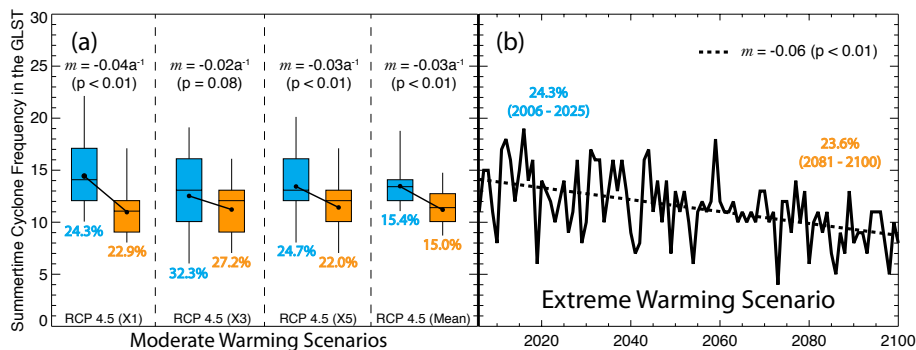 Summertime Cyclone Frequency in the GLST
30
25
20
15
10
5
0
(a)
m = -0.04a⁻¹
(p < 0.01)
24.3%
22.9%
RCP 4.5 (X1)
m = -0.02a⁻¹
(p = 0.08)
32.3%
27.2%
RCP 4.5 (X3)
m = -0.03a⁻¹
(p < 0.01)
24.7%
22.0%
RCP 4.5 (X5)
m = -0.03a⁻¹
(p < 0.01)
15.4%
15.0%
RCP 4.5 (Mean)
Moderate Warming Scenarios
(b)
m = -0.06 (p < 0.01)
24.3%
(2006 - 2025)
23.6%
(2081 - 2100)
Extreme Warming Scenario
2020
2040
2060
2080
2100